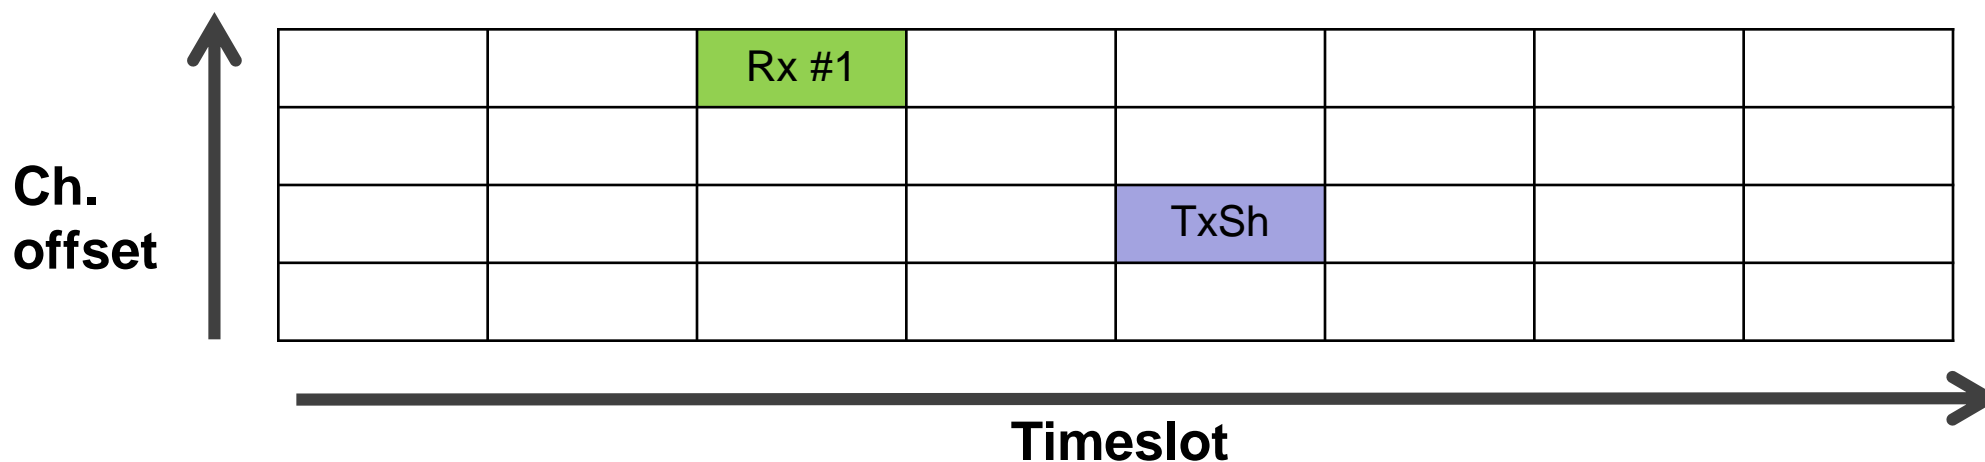 Rx #1
Ch.
offset
TxSh
Timeslot